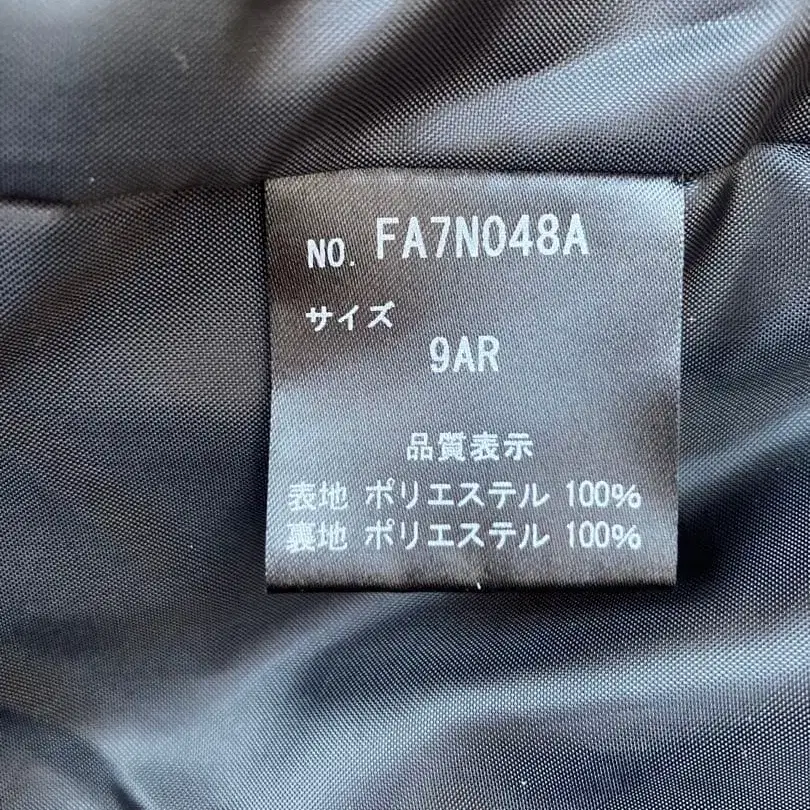 NO. FA7N048A
サイズ
9AR
品質表示
表地 ポリエステル 100%
裏地 ポリエステル 100%